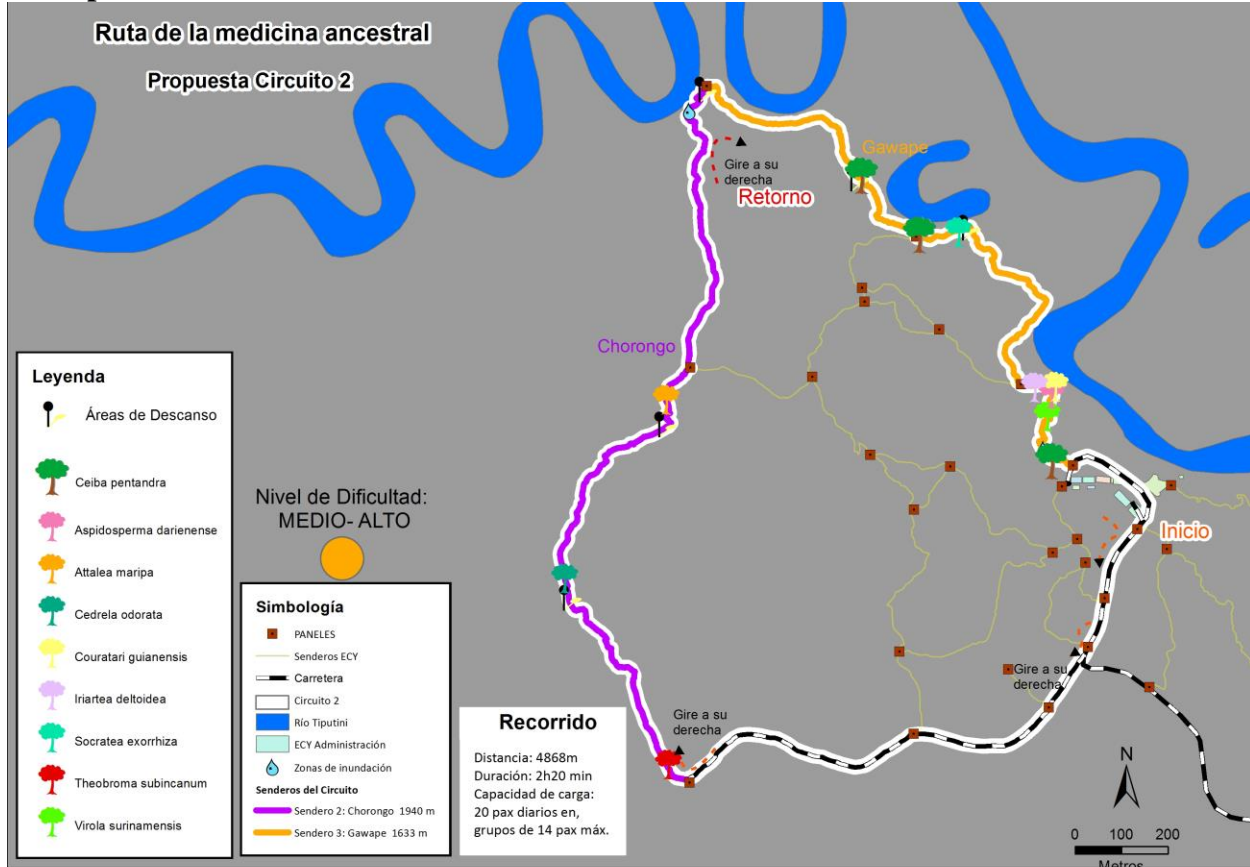 Ruta de la medicina ancestral
Propuesta Circuito 2
Gawape
Gire a su
derecha
Retorno
Chorongo
Inicio
Gire a su
derecha
Gire a su
derecha
Leyenda
Áreas de Descanso
Ceiba pentandra
Aspidosperma darienense
Attalea maripa
Cedrela odorata
Couratari guianensis
Iriartea deltoidea
Socratea exorrhiza
Theobroma subincanum
Virola surinamensis
Nivel de Dificultad:
MEDIO- ALTO
Simbología
PANELES
Senderos ECY
Carretera
Circuito 2
Río Tiputini
ECY Administración
Zonas de inundación
Senderos del Circuito
Sendero 2: Chorongo 1940 m
Sendero 3: Gawape 1633 m
Recorrido
Distancia: 4868m
Duración: 2h20 min
Capacidad de carga:
20 pax diarios en,
grupos de 14 pax máx.
N
0 100 200
Metros